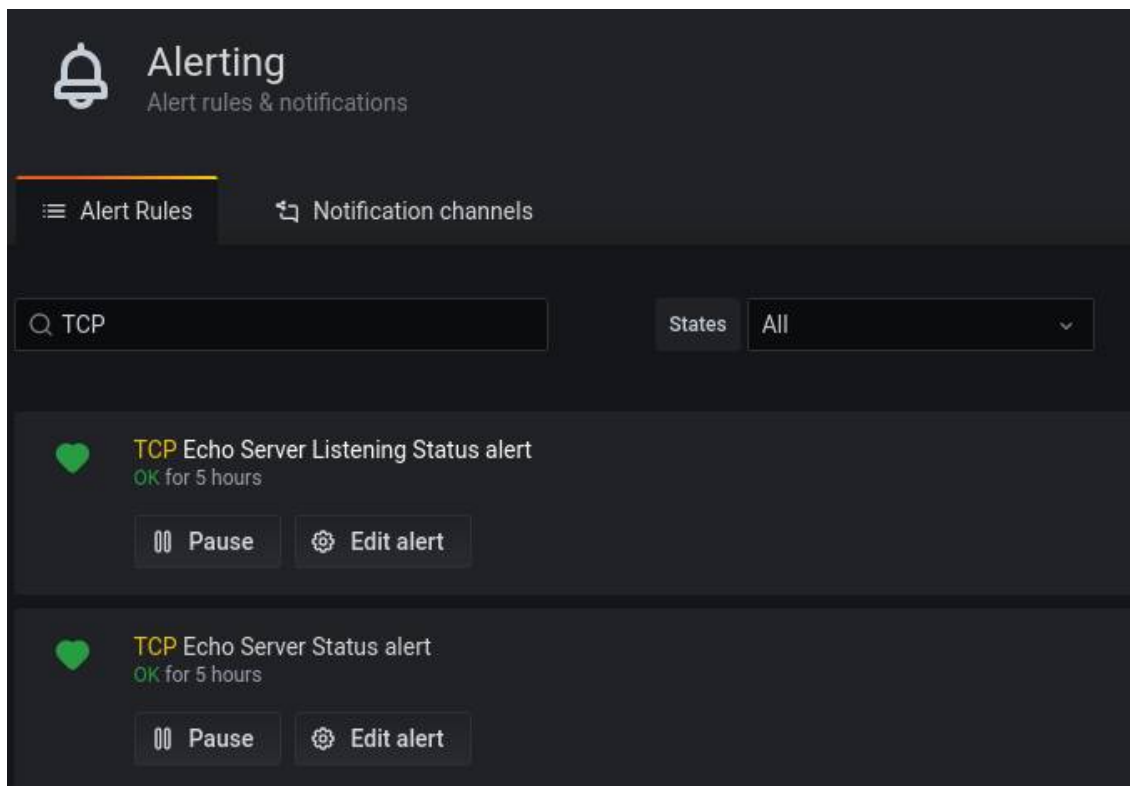 Alerting
Alert rules & notifications
Alert Rules
Notification channels
TCP
States
All
TCP Echo Server Listening Status alert
OK for 5 hours
Pause
Edit alert
TCP Echo Server Status alert
OK for 5 hours
Pause
Edit alert